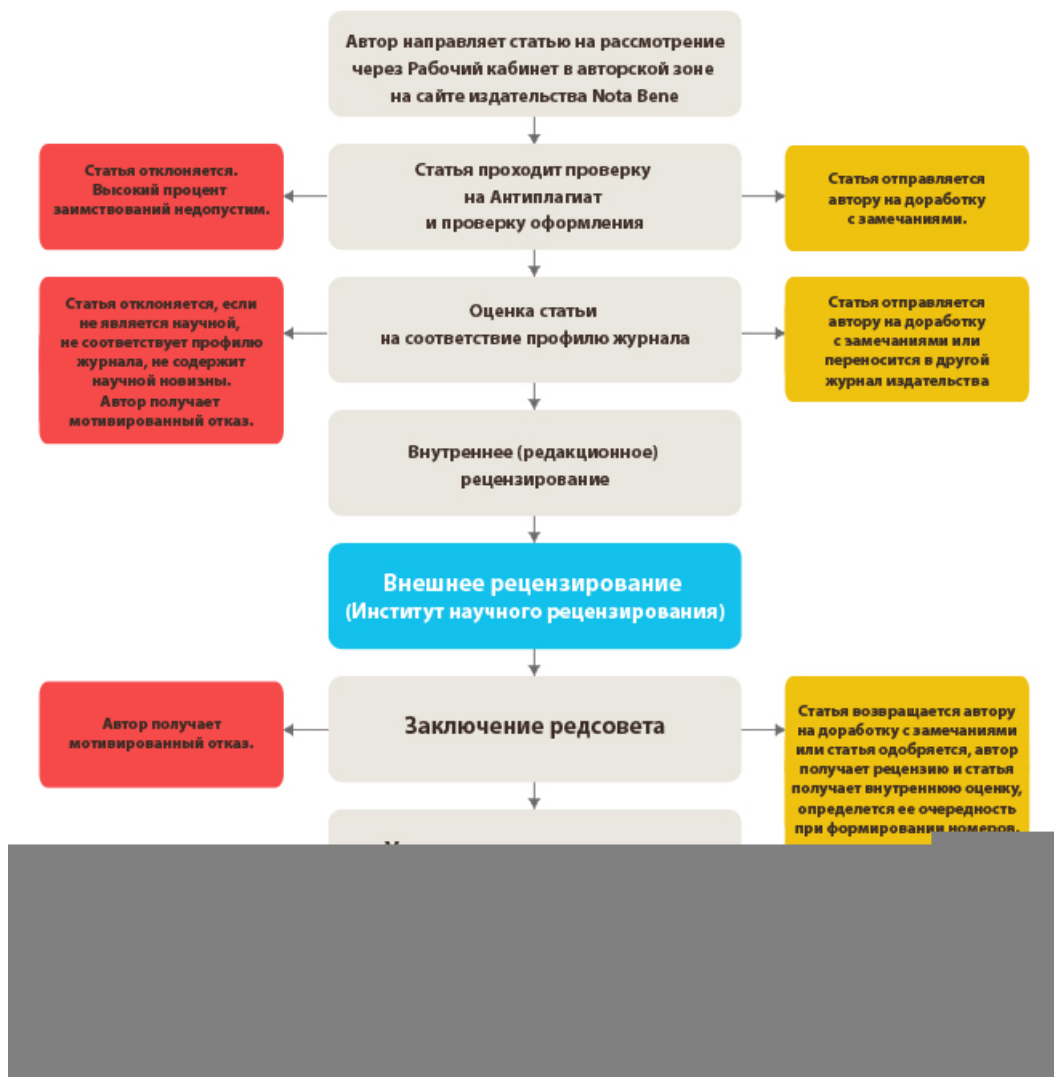 Автор направляет статью на рассмотрение
через Рабочий кабинет в авторской зоне
на сайте издательства Nota Bene
Статья отклоняется.
Высокий процент
заимствований недопустим.
Статья проходит проверку
на Антиплагиат
и проверку оформления
Статья отправляется
автору на доработку
с замечаниями.
Статья отклоняется, если
не является научной,
не соответствует профилю
журнала, не содержит
научной новизны.
Автор получает
мотивированный отказ.
Оценка статьи
на соответствие профилю журнала
Статья отправляется
автору на доработку
с замечаниями или
переносится в другой
журнал издательства
Внутреннее (редакционное)
рецензирование
Внешнее рецензирование
(Институт научного рецензирования)
Автор получает
мотивированный отказ.
Заключение редсовета
Статья возвращается автору
на доработку с замечаниями
или статья одобряется, автор
получает рецензию и статья
получает внутреннюю оценку,
определется ее очередность
при формировании номеров.